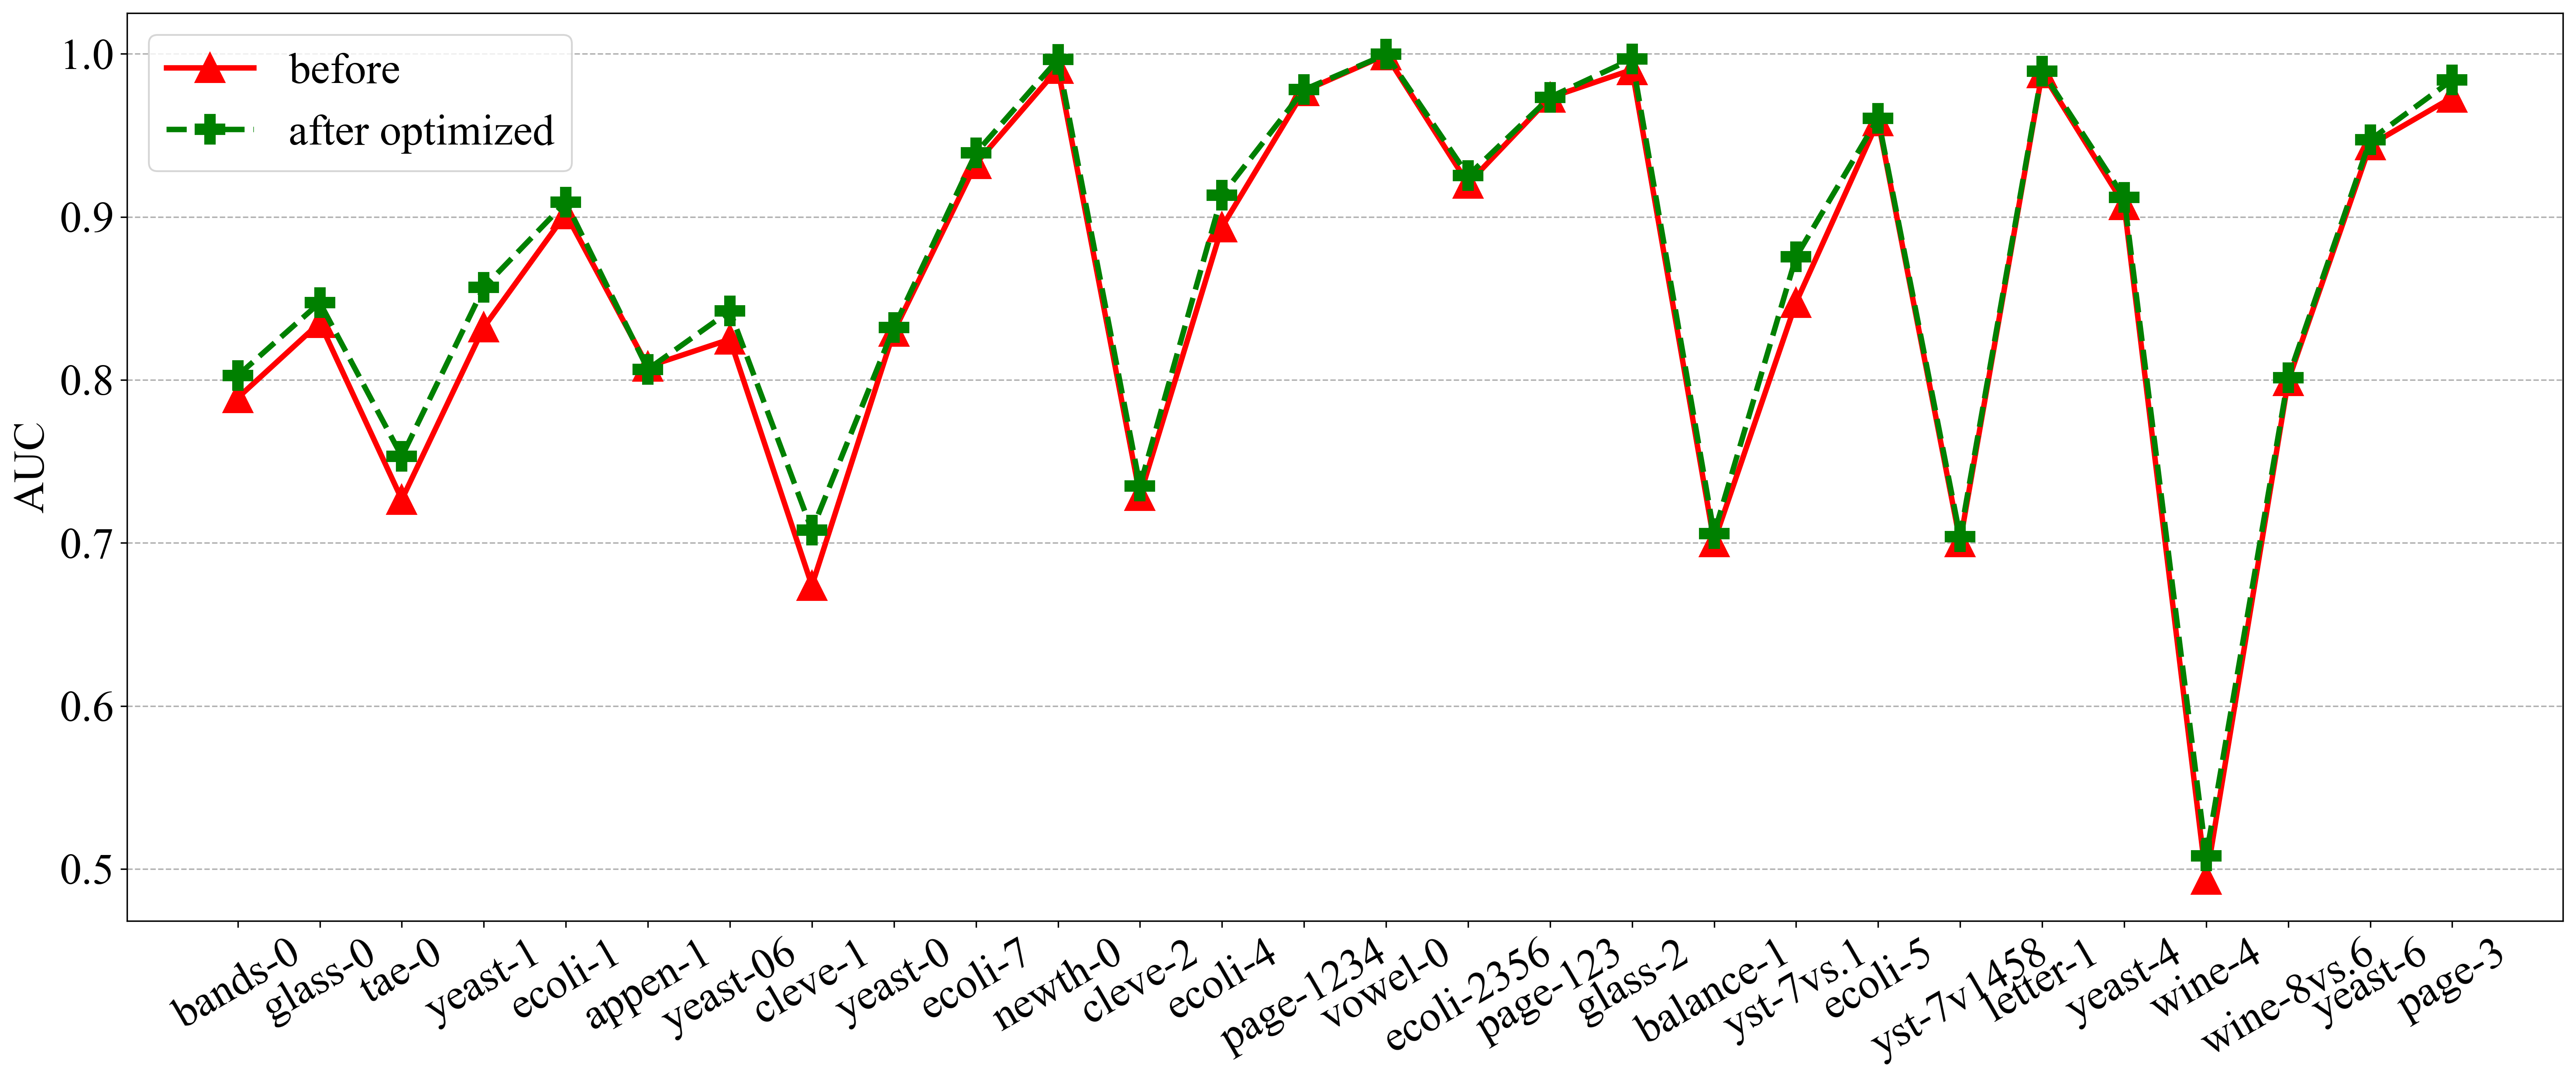 before
after optimized
AUC
1.0
0.9
0.8
0.7
0.6
0.5
bands-0
glass-0
tae-0
yeast-1
ecoli-1
appen-1
yeast-06
cleve-1
yeast-0
ecoli-7
newth-0
cleve-2
ecoli-4
page-1234
vowel-0
ecoli-2356
page-123
glass-2
balance-1
yst-7vs.1
ecoli-5
yst-7v1458
letter-1
yeast-4
wine-4
wine-8vs.6
yeast-6
page-3